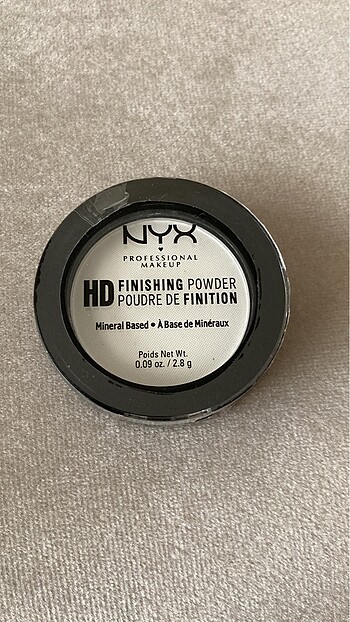 NYX
PROFESSIONAL
MAKEUP
HD FINISHING POWDER
POUDRE DE FINITION
Mineral Based • À Base de Minéraux
Poids Net Wt.
0.09 oz. / 2.8 g